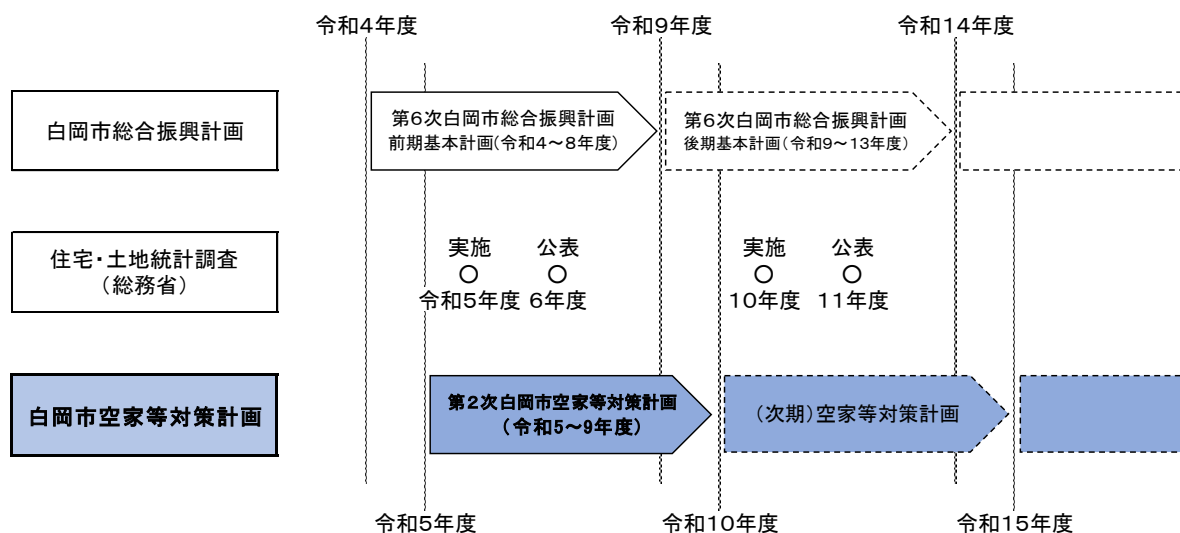 令和4年度
令和9年度
令和14年度
白岡市総合振興計画
第6次白岡市総合振興計画
前期基本計画(令和4～8年度)
第6次白岡市総合振興計画
後期基本計画(令和9～13年度)
住宅・土地統計調査
（総務省）
実施
公表
実施
公表
○
○
○
○
令和5年度
6年度
10年度
11年度
白岡市空家等対策計画
第2次白岡市空家等対策計画
（令和5～9年度）
（次期）空家等対策計画
令和5年度
令和10年度
令和15年度